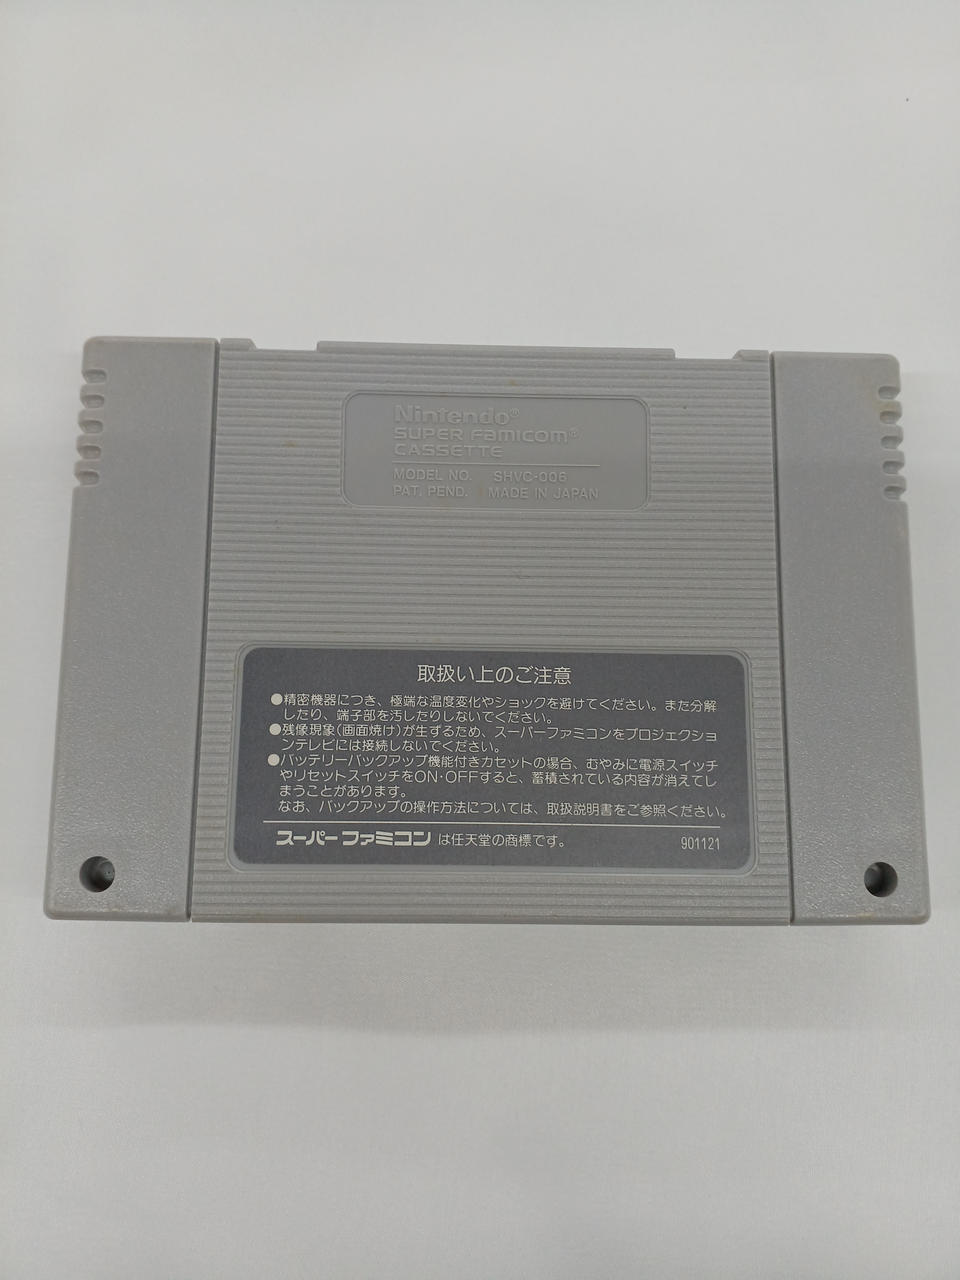 Nintendo®
SUPER FAMICOM®
CASSETTE
MODEL NO. SHVC-006
PAT. PEND. MADE IN JAPAN
取扱い上のご注意
●精密機器につき、極端な温度変化やショックを避けてください。また分解
したり、端子部を汚したりしないでください。
●残像現象(画面焼け)が生ずるため、スーパーファミコンをプロジェクショ
ンテレビには接続しないでください。
●バッテリーバックアップ機能付きカセットの場合、むやみに電源スイッチ
やリセットスイッチをON・OFFすると、蓄積されている内容が消えてし
まうことがあります。
なお、バックアップの操作方法については、取扱説明書をご参照ください。
スーパーファミコン は任天堂の商標です。 901121